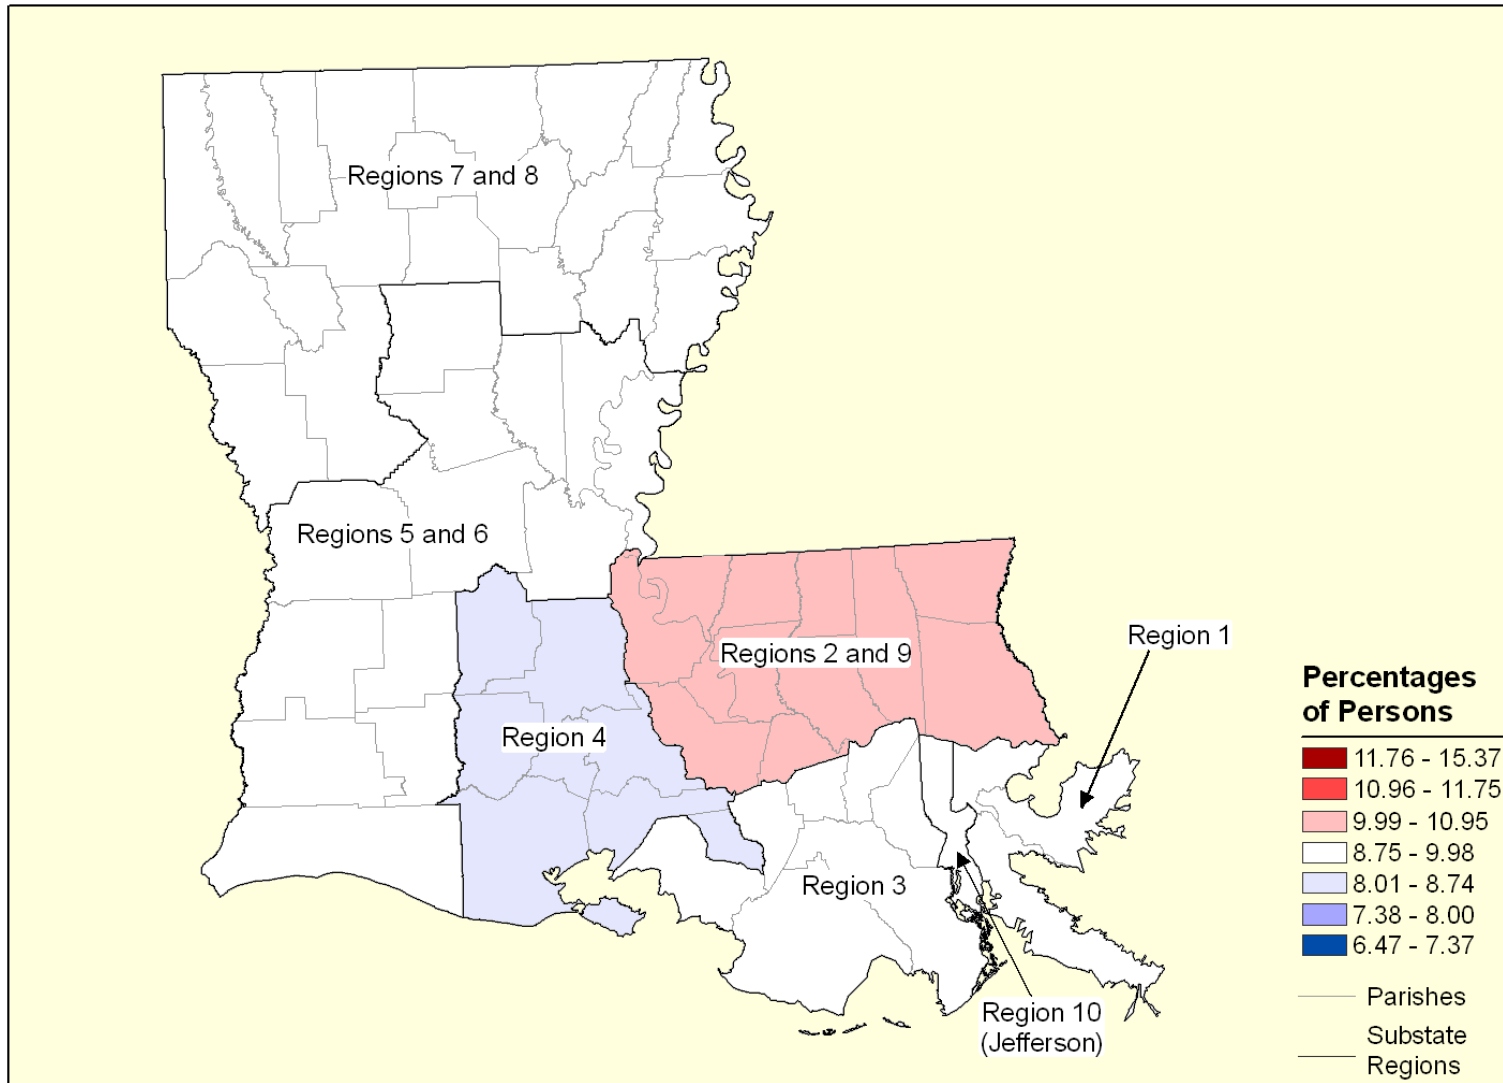 Regions 7 and 8
Regions 5 and 6
Region 1
Regions 2 and 9
Region 4
Region 3
Region 10
(Jefferson)
Percentages
of Persons
11.76 - 15.37
10.96 - 11.75
9.99 - 10.95
8.75 - 9.98
8.01 - 8.74
7.38 - 8.00
6.47 - 7.37
Parishes
Substate
Regions